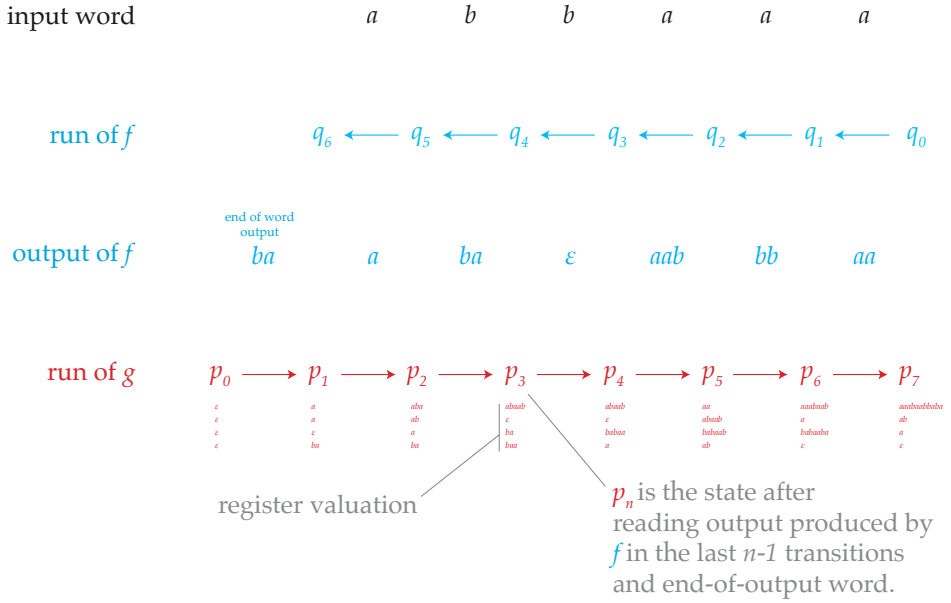 input word a b b a a a
run of f q6 q5 q4 q3 q2 q1 q0
end of word
output
output of f ba a ba ε aab bb aa
run of g p0 p1 p2 p3 p4 p5 p6 p7
ε a aba abaab abaab aa aaabaab aaabaabbaba
ε a ab ε ε abaab a ab
ε ε a ba babaa babaab babaaba a
ε ba ba baa a ab ε ε
register valuation
pn is the state after
reading output produced by
f in the last n-1 transitions
and end-of-output word.